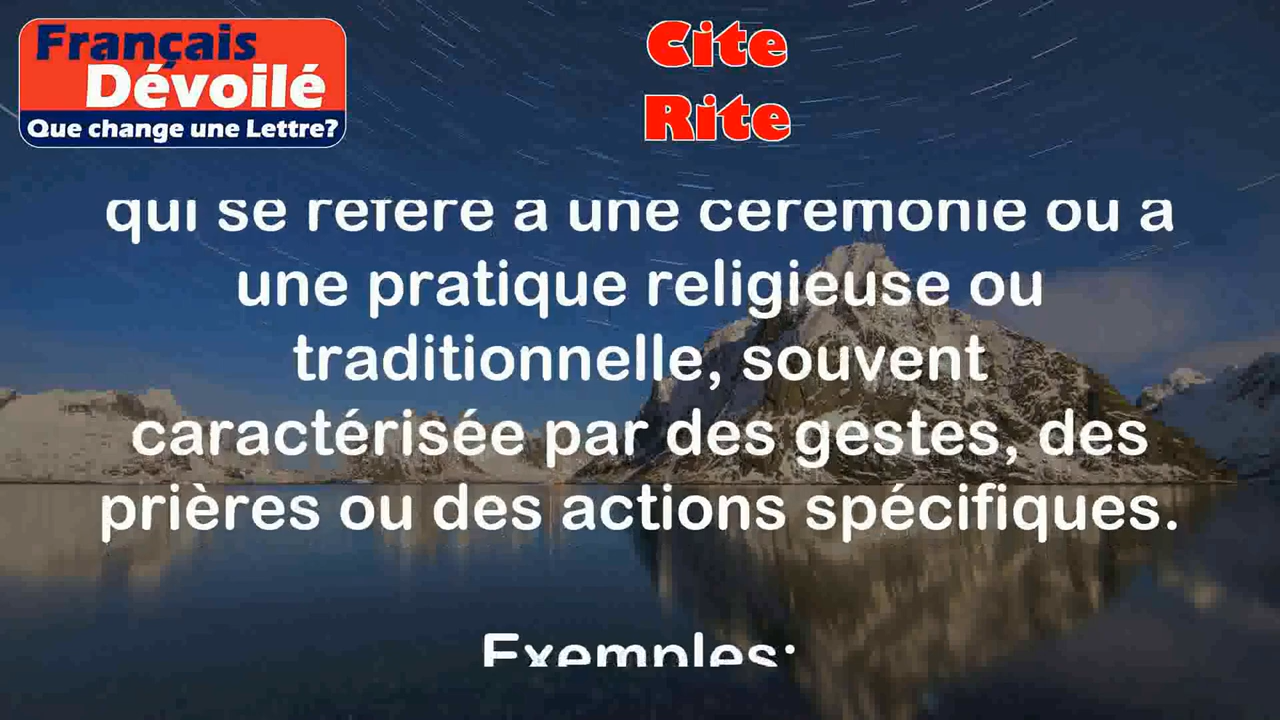 Français
Dévoilé
Que change une Lettre?
Cite
Rite
qui se réfère à une cérémonie ou à
une pratique religieuse ou
traditionnelle, souvent
caractérisée par des gestes, des
prières ou des actions spécifiques.
Exemples: